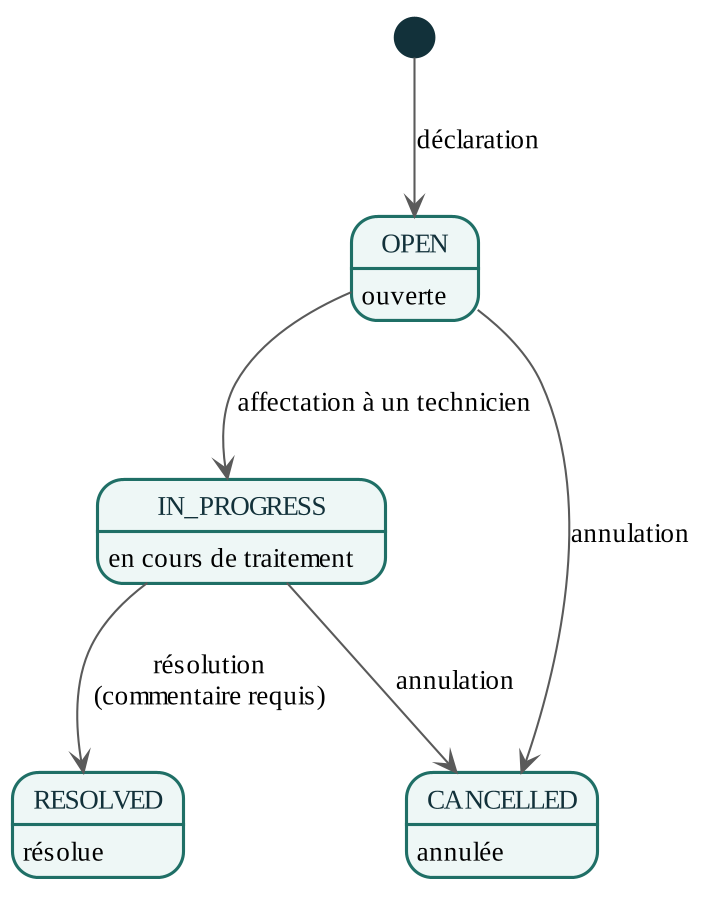 déclaration
OPEN
ouverte
affectation à un technicien
IN_PROGRESS
en cours de traitement
annulation
résolution
(commentaire requis)
annulation
RESOLVED
résolue
CANCELLED
annulée